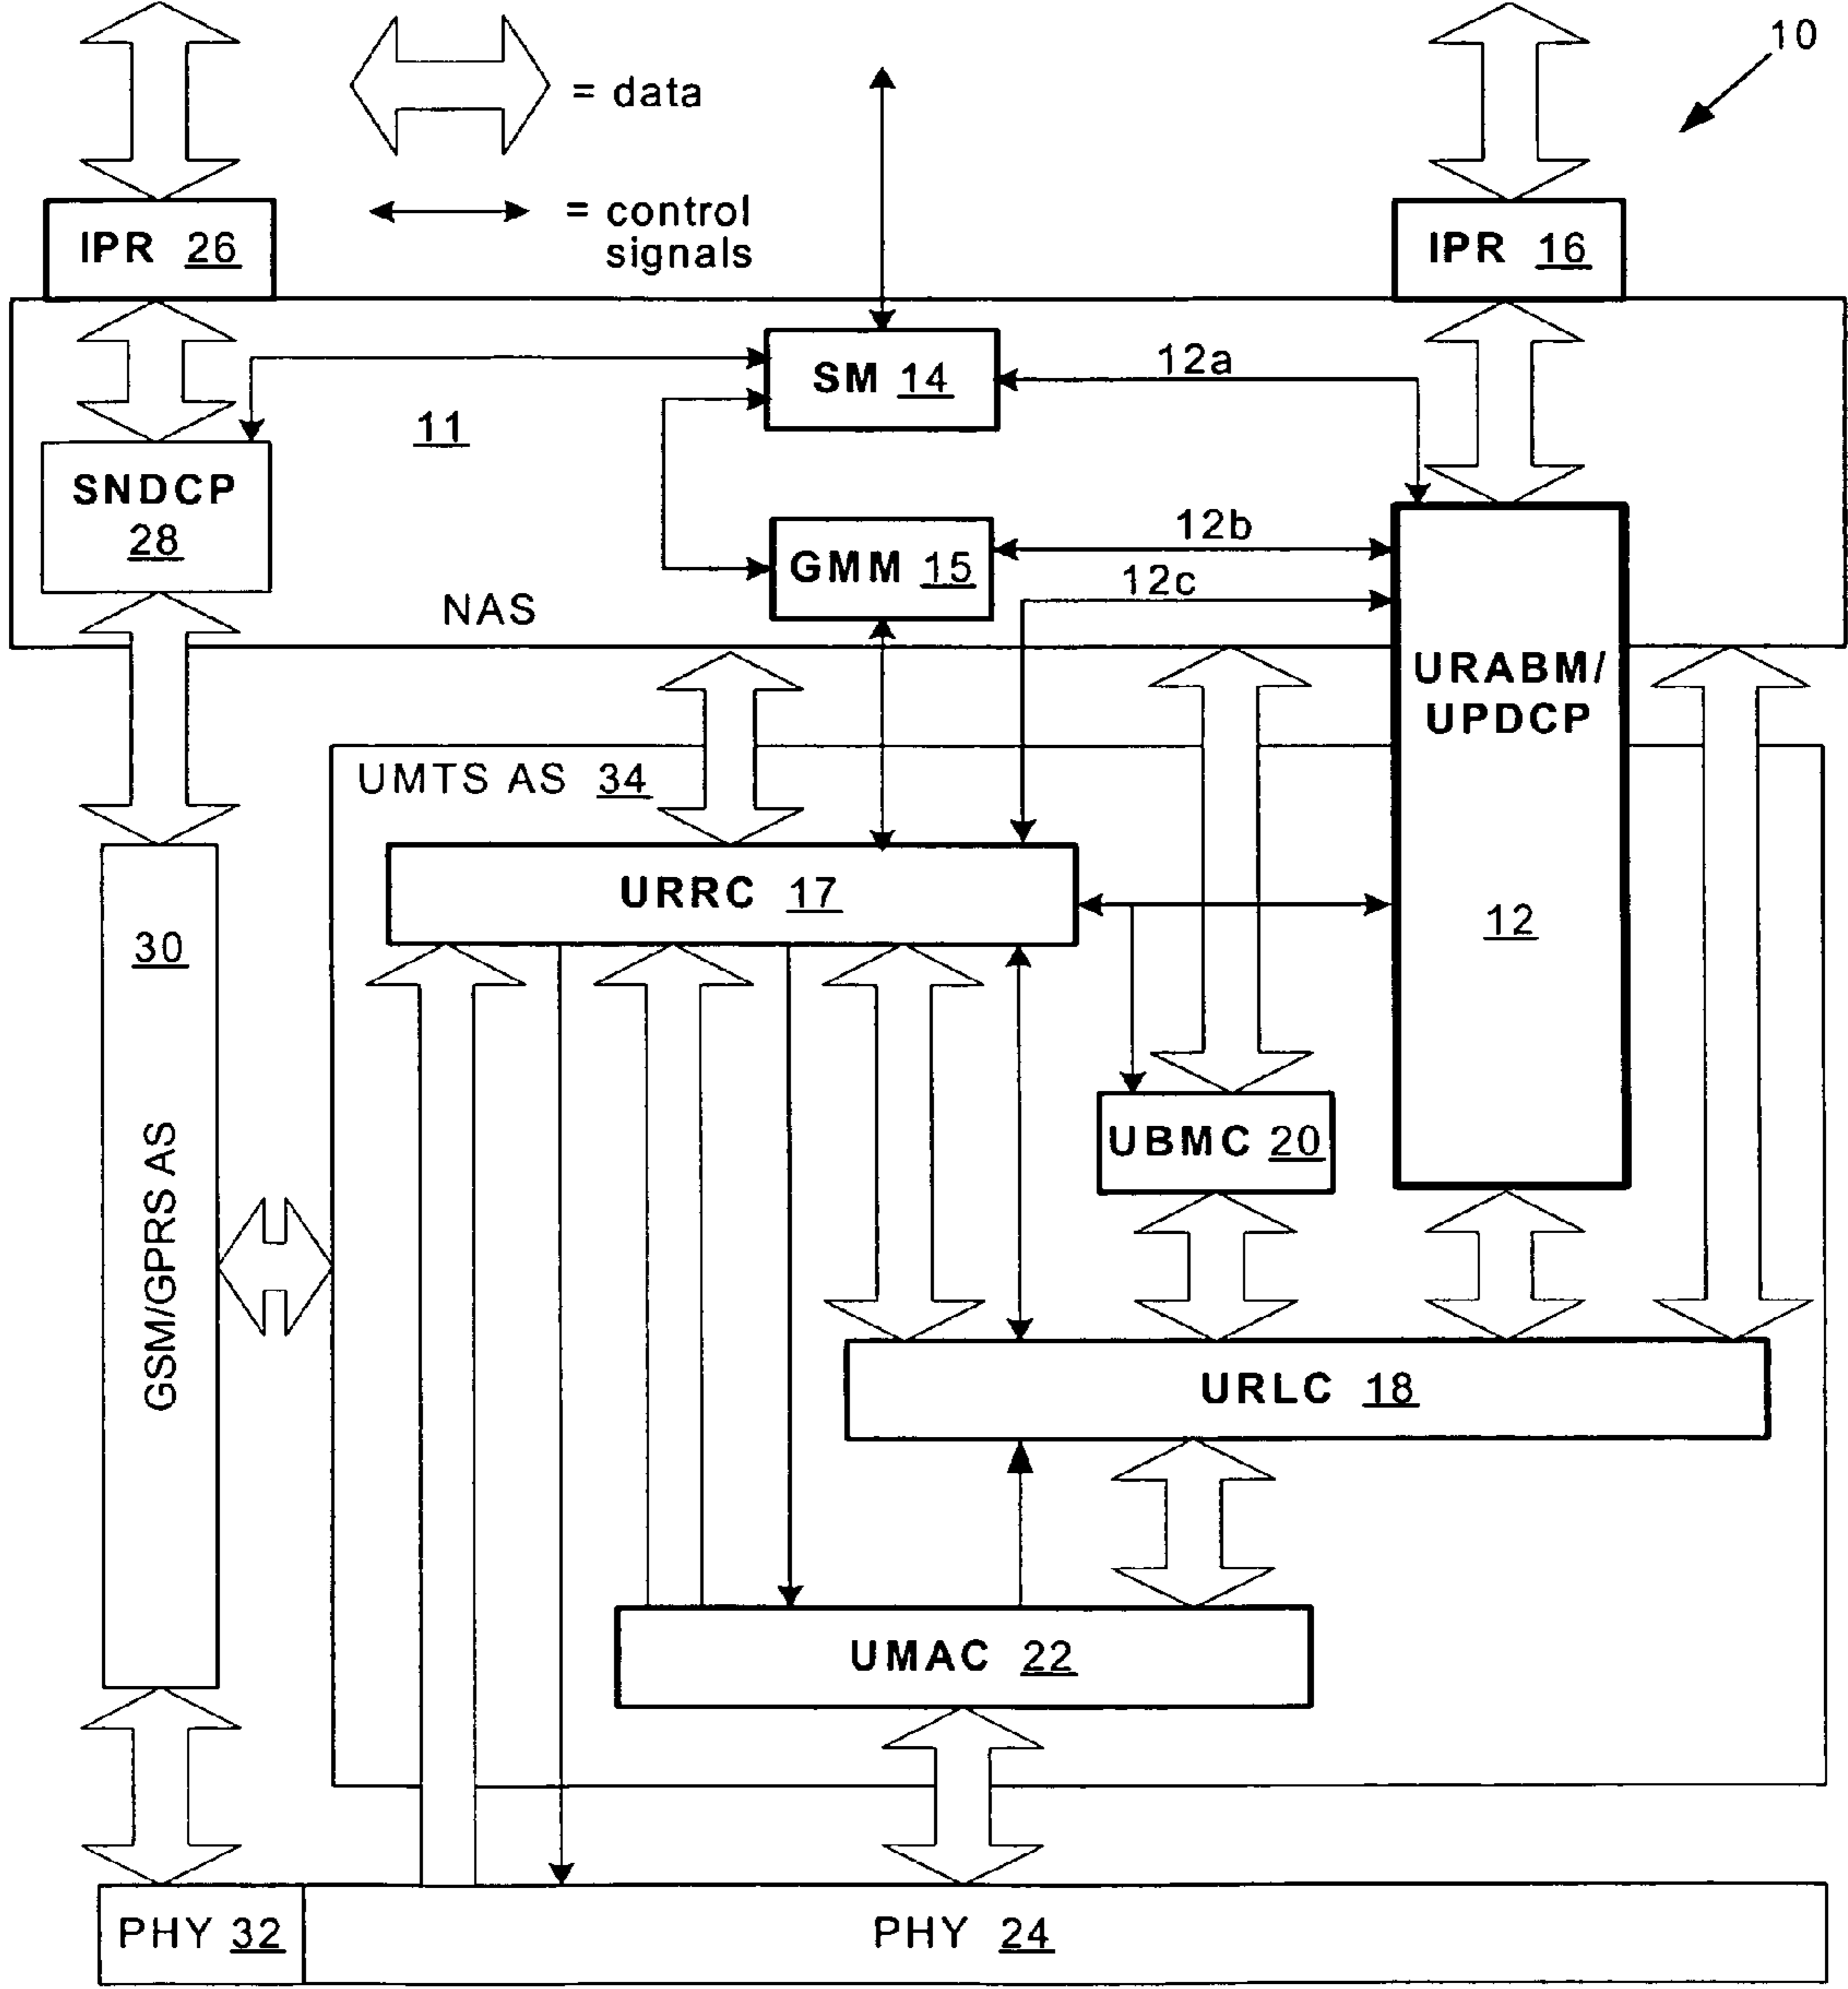 10
= data
= control
signals
IPR 26
IPR 16
SM 14
12a
11
SNDCP
28
12b
GMM 15
12c
NAS
URABM/
UPDCP
12
UMTS AS 34
URRC 17
30
GSM/GPRS AS
UBMC 20
URLC 18
UMAC 22
PHY 32
PHY 24